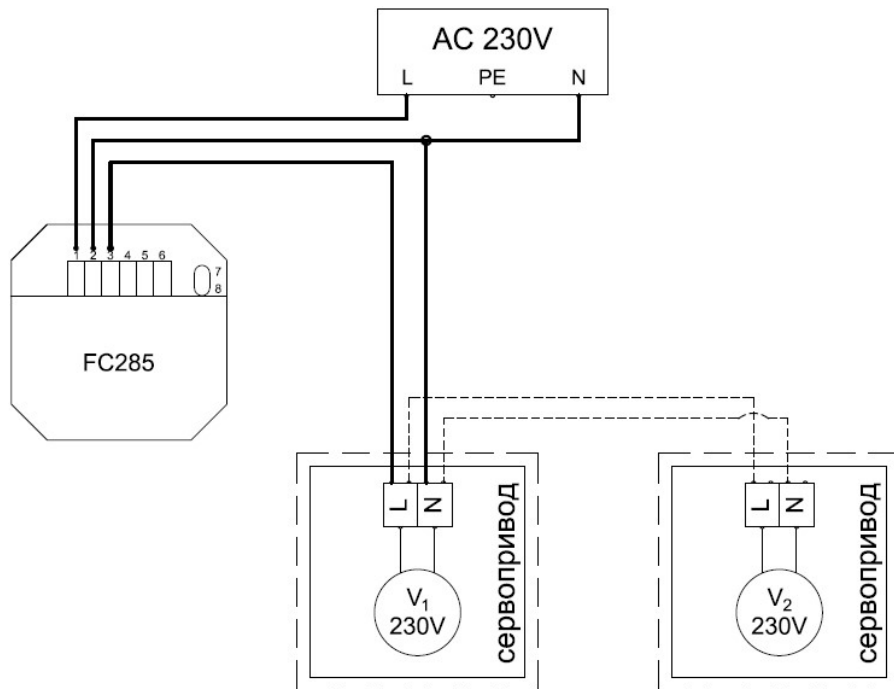 AC 230V
L PE N
1 2 3 4 5 6
7
8
FC285
L N
сервопривод
V₁
230V
L N
сервопривод
V₂
230V